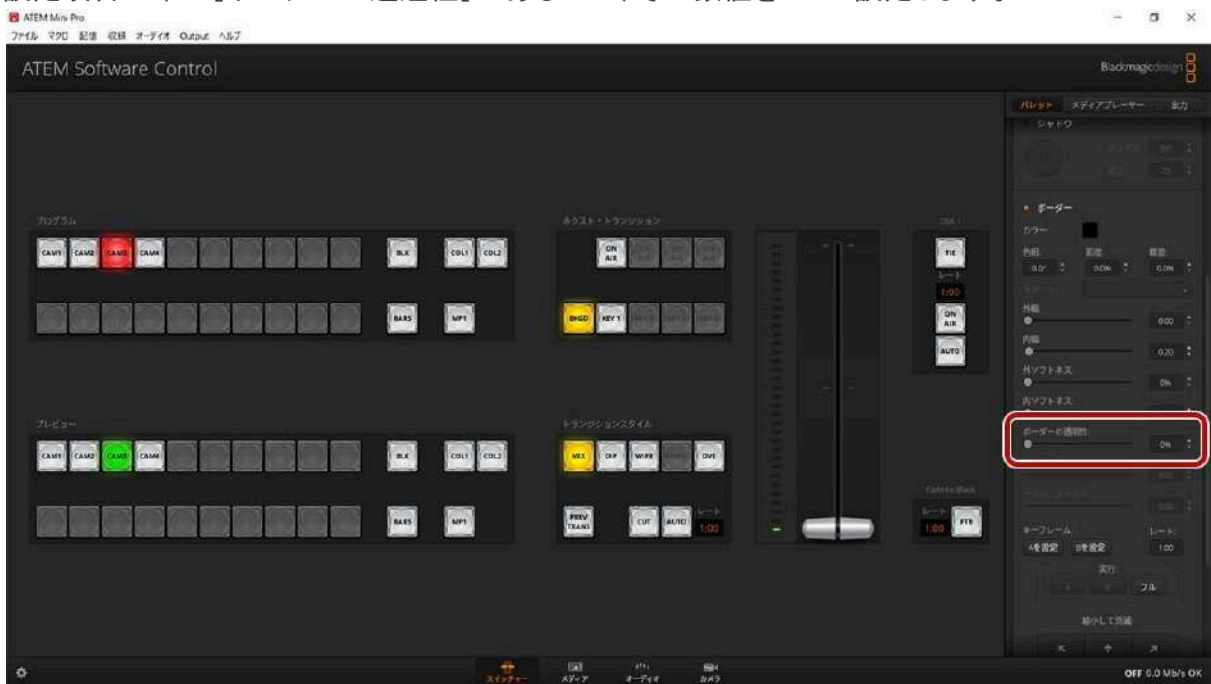 ATEM Mini Pro
ファイル マクロ 配信 収録 オーディオ Output ヘルプ
ATEM Software Control
Blackmagicdesign
パレット メディアプレーヤー 出力
シャドウ
ボーダー
カラー
色相: 彩度: 輝度:
0.0° 0.0% 0.0%
外幅:
0.00
内幅:
0.20
外ソフトネス:
0%
内ソフトネス:
ボーダーの透明性:
0%
キーフレーム レート:
Aを設定 Bを設定 1:00
実行:
フル
縮小して消滅
プログラム
CAM1 CAM2 CAM3 CAM4 BLK COL1 COL2
BARS MP1
ネクスト・トランジション
ON AIR
BKGD KEY 1
DSK 1
TIE
レート
1:00
ON AIR
AUTO
プレビュー
CAM1 CAM2 CAM3 CAM4 BLK COL1 COL2
BARS MP1
トランジションスタイル
MIX DIP WIPE DVE
PREV TRANS CUT AUTO レート 1:00
Fade to Black
レート
1:00 FTB
スイッチャー メディア オーディオ カメラ
OFF 0.0 Mb/s OK